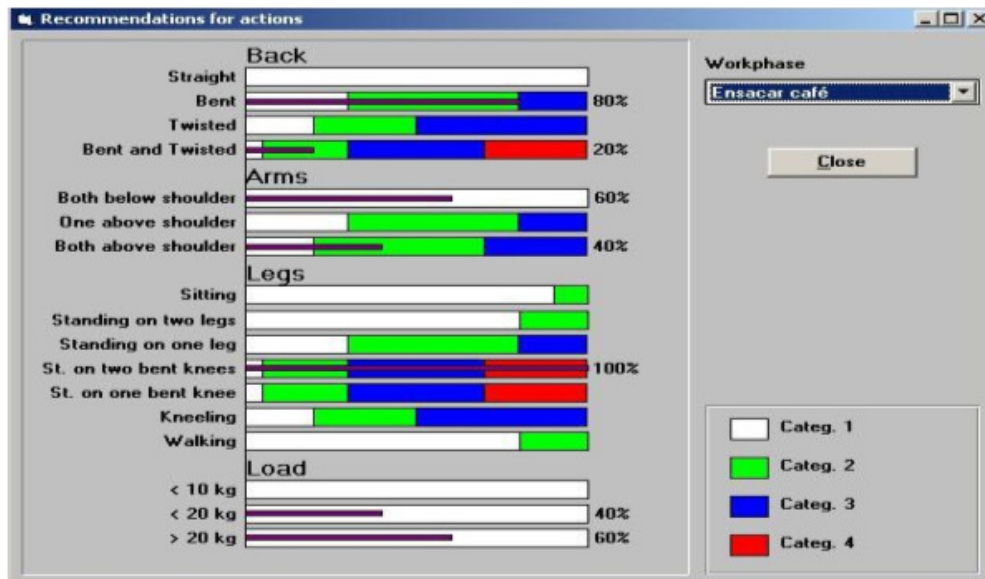 Recommendations for actions
Back
Straight
Bent 80%
Twisted
Bent and Twisted 20%
Arms
Both below shoulder 60%
One above shoulder
Both above shoulder 40%
Legs
Sitting
Standing on two legs
Standing on one leg
St. on two bent knees 100%
St. on one bent knee
Kneeling
Walking
Load
< 10 kg
< 20 kg 40%
> 20 kg 60%
Workphase
Ensacar café
Close
Categ. 1
Categ. 2
Categ. 3
Categ. 4